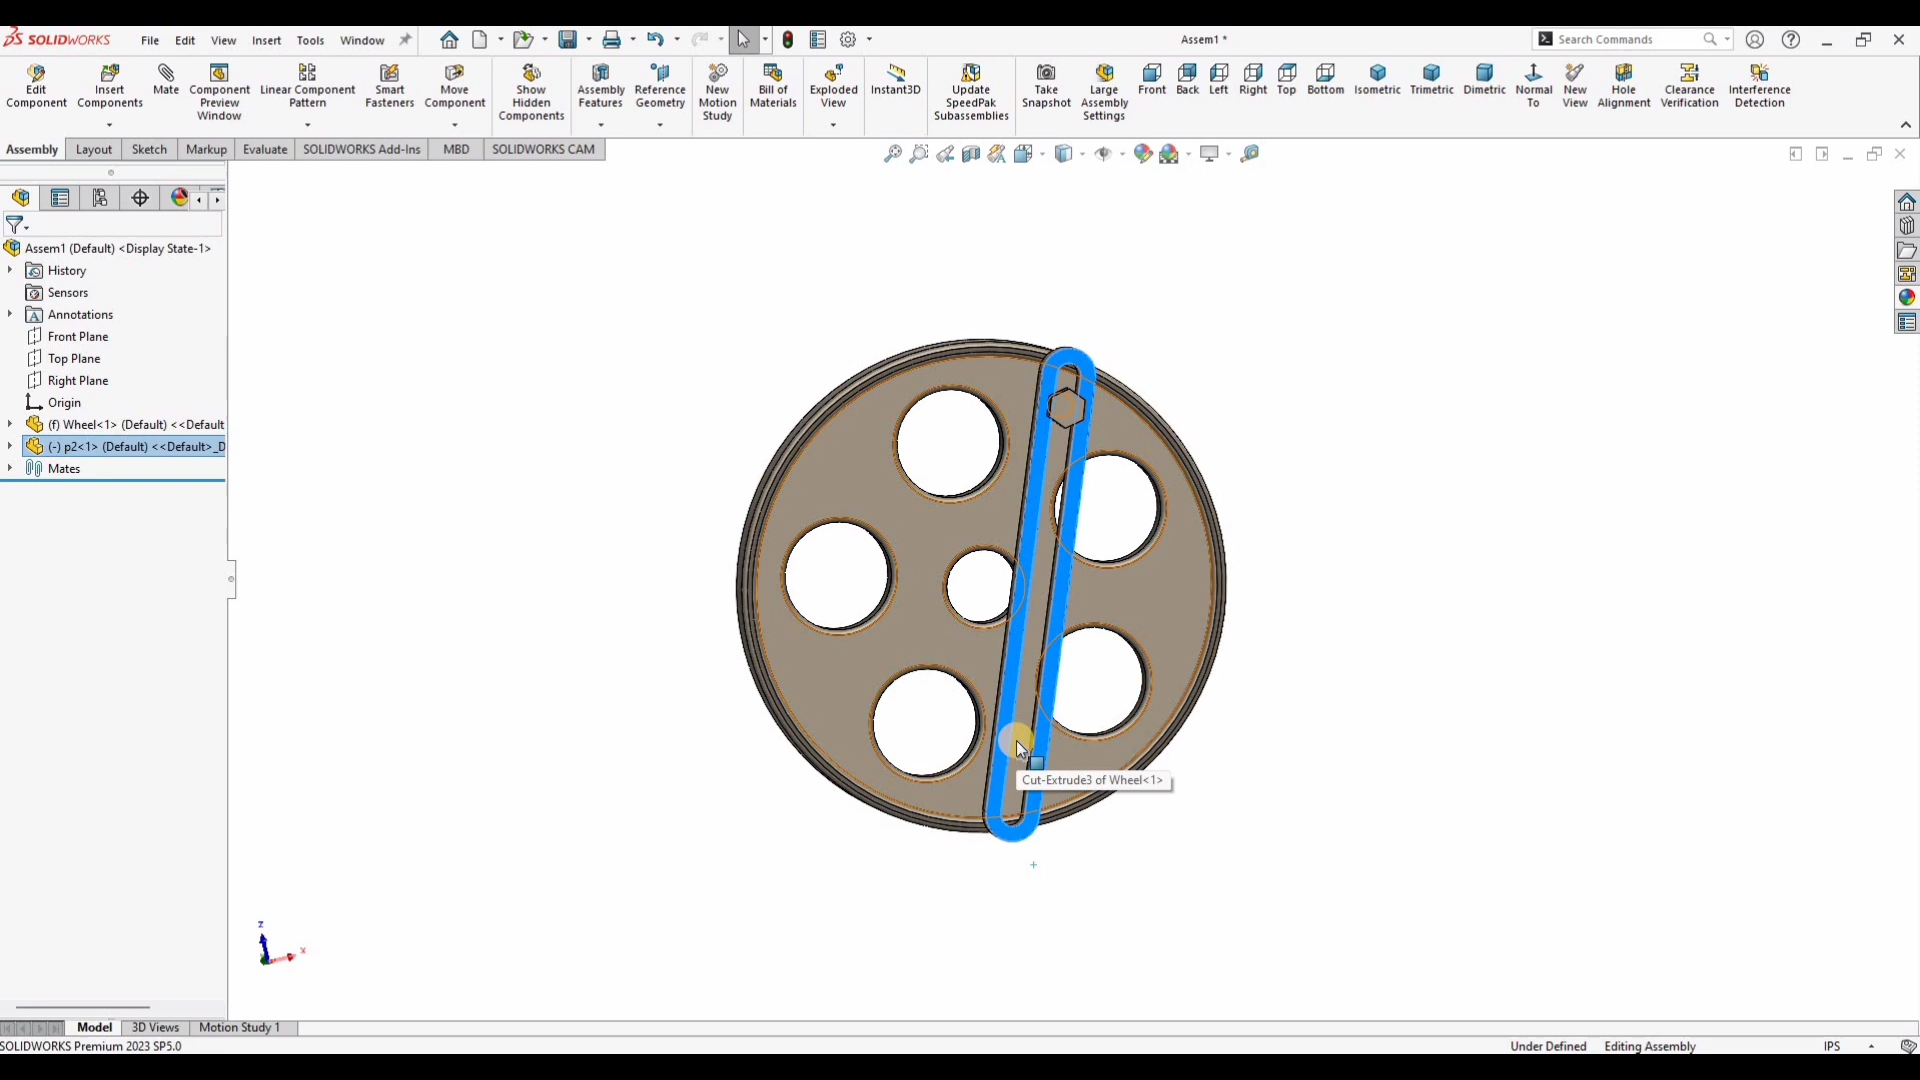 SOLIDWORKS
File Edit View Insert Tools Window
Assem1 *
Search Commands
Edit Component
Insert Components
Mate
Component Preview Window
Linear Component Pattern
Smart Fasteners
Move Component
Show Hidden Components
Assembly Features
Reference Geometry
New Motion Study
Bill of Materials
Exploded View
Instant3D
Update SpeedPak Subassemblies
Take Snapshot
Large Assembly Settings
Front
Back
Left
Right
Top
Bottom
Isometric
Trimetric
Dimetric
Normal To
New View
Hole Alignment
Clearance Verification
Interference Detection
Assembly Layout Sketch Markup Evaluate SOLIDWORKS Add-Ins MBD SOLIDWORKS CAM
Assem1 (Default) <Display State-1>
History
Sensors
Annotations
Front Plane
Top Plane
Right Plane
Origin
(f) Wheel<1> (Default) <<Default
(-) p2<1> (Default) <<Default>_D
Mates
Cut-Extrude3 of Wheel<1>
z
x
Model 3D Views Motion Study 1
SOLIDWORKS Premium 2023 SP5.0
Under Defined Editing Assembly IPS